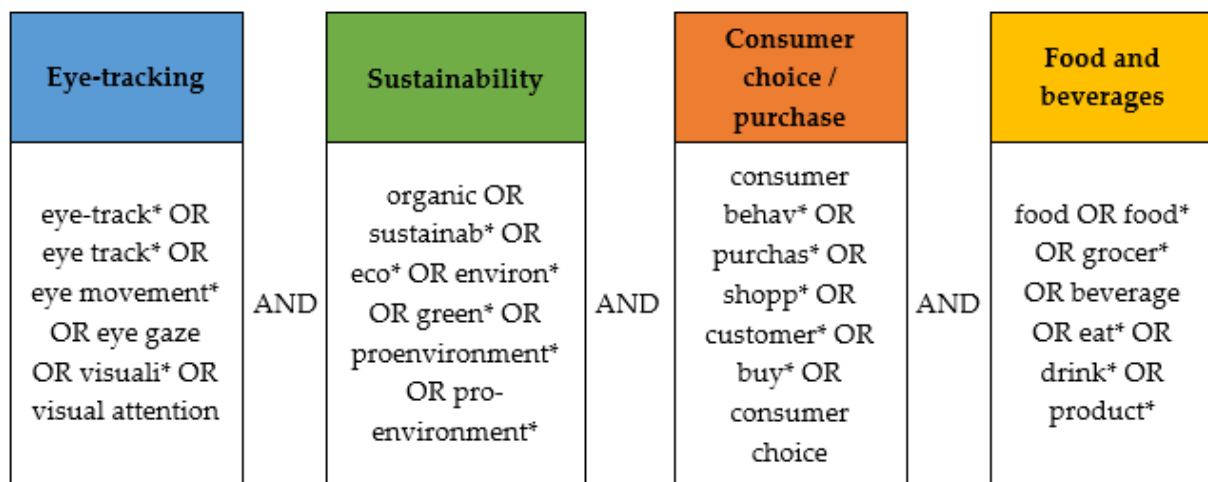 Eye-tracking
eye-track* OR
eye track* OR
eye movement*
OR eye gaze
OR visuali* OR
visual attention
AND
Sustainability
organic OR
sustainab* OR
eco* OR environ*
OR green* OR
proenvironment*
OR pro-
environment*
AND
Consumer
choice /
purchase
consumer
behav* OR
purchas* OR
shopp* OR
customer* OR
buy* OR
consumer
choice
AND
Food and
beverages
food OR food*
OR grocer*
OR beverage
OR eat* OR
drink* OR
product*